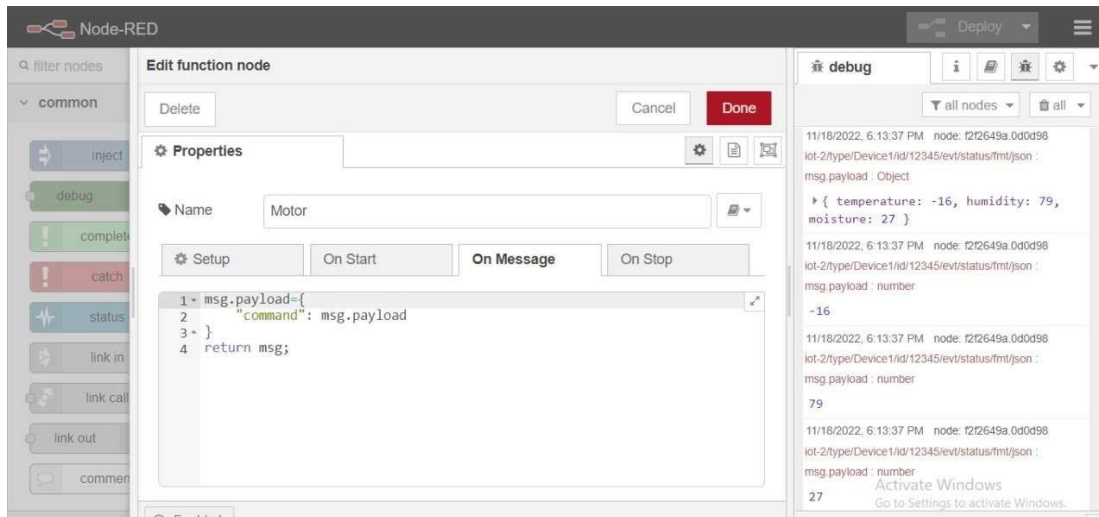 Node-RED
Deploy
filter nodes
common
inject
debug
complete
catch
status
link in
link call
link out
commen
Edit function node
Delete
Cancel
Done
Properties
Name
Motor
Setup
On Start
On Message
On Stop
1 msg.payload={
2 "command": msg.payload
3 }
4 return msg;
debug
i
all nodes
all
11/18/2022, 6:13:37 PM node: f2f2649a.0d0d98
iot-2/type/Device1/id/12345/evt/status/fmt/json :
msg.payload : Object
{ temperature: -16, humidity: 79,
moisture: 27 }
11/18/2022, 6:13:37 PM node: f2f2649a.0d0d98
iot-2/type/Device1/id/12345/evt/status/fmt/json :
msg.payload : number
-16
11/18/2022, 6:13:37 PM node: f2f2649a.0d0d98
iot-2/type/Device1/id/12345/evt/status/fmt/json :
msg.payload : number
79
11/18/2022, 6:13:37 PM node: f2f2649a.0d0d98
iot-2/type/Device1/id/12345/evt/status/fmt/json :
msg.payload : number
27
Activate Windows
Go to Settings to activate Windows.